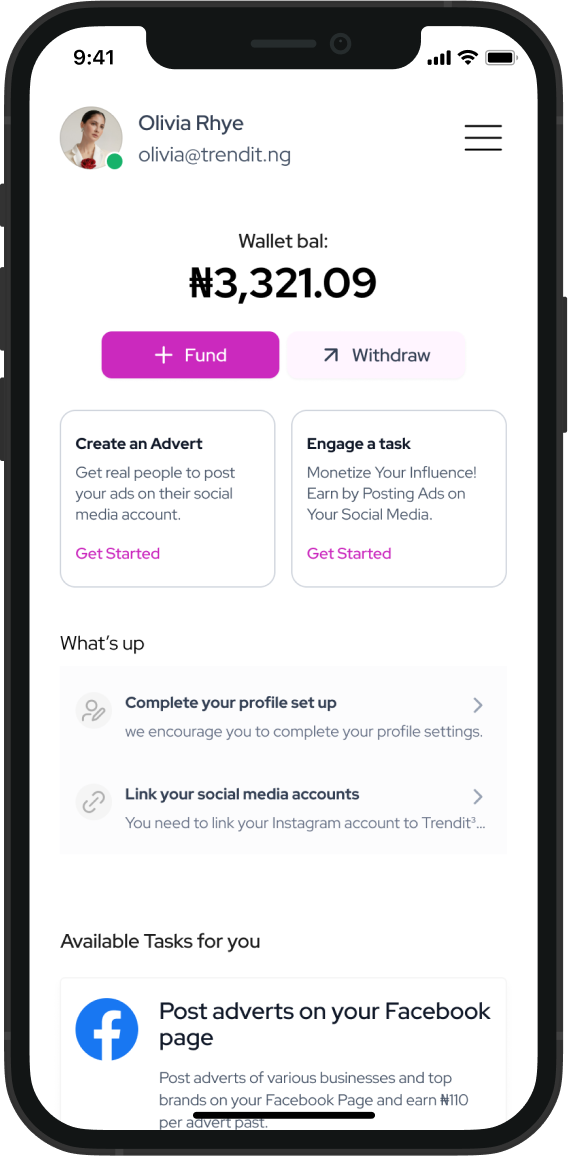 9:41
Olivia Rhye
olivia@trendit.ng
Wallet bal:
₦3,321.09
Fund
Withdraw
Create an Advert
Get real people to post
your ads on their social
media account.
Get Started
Engage a task
Monetize Your Influence!
Earn by Posting Ads on
Your Social Media.
Get Started
What's up
Complete your profile set up
we encourage you to complete your profile settings.
Link your social media accounts
You need to link your Instagram account to Trendit³...
Available Tasks for you
Post adverts on your Facebook
page
Post adverts of various businesses and top
brands on your Facebook Page and earn ₦110
per advert past.